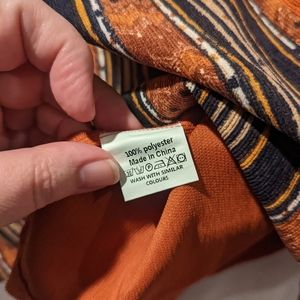 100% polyester
Made in China
WASH WITH SIMILAR
COLOURS